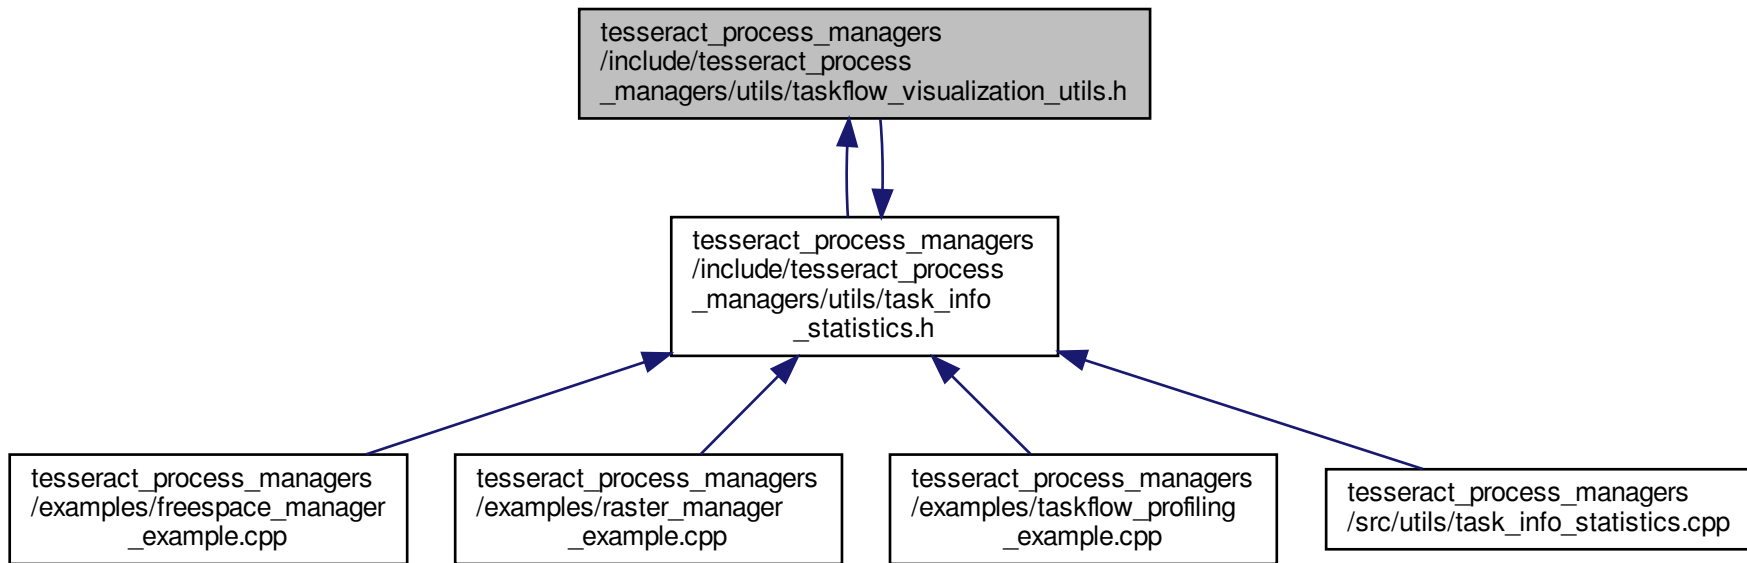 tesseract_process_managers
/include/tesseract_process
_managers/utils/taskflow_visualization_utils.h
tesseract_process_managers
/include/tesseract_process
_managers/utils/task_info
_statistics.h
tesseract_process_managers
/examples/freespace_manager
_example.cpp
tesseract_process_managers
/examples/raster_manager
_example.cpp
tesseract_process_managers
/examples/taskflow_profiling
_example.cpp
tesseract_process_managers
/src/utils/task_info_statistics.cpp